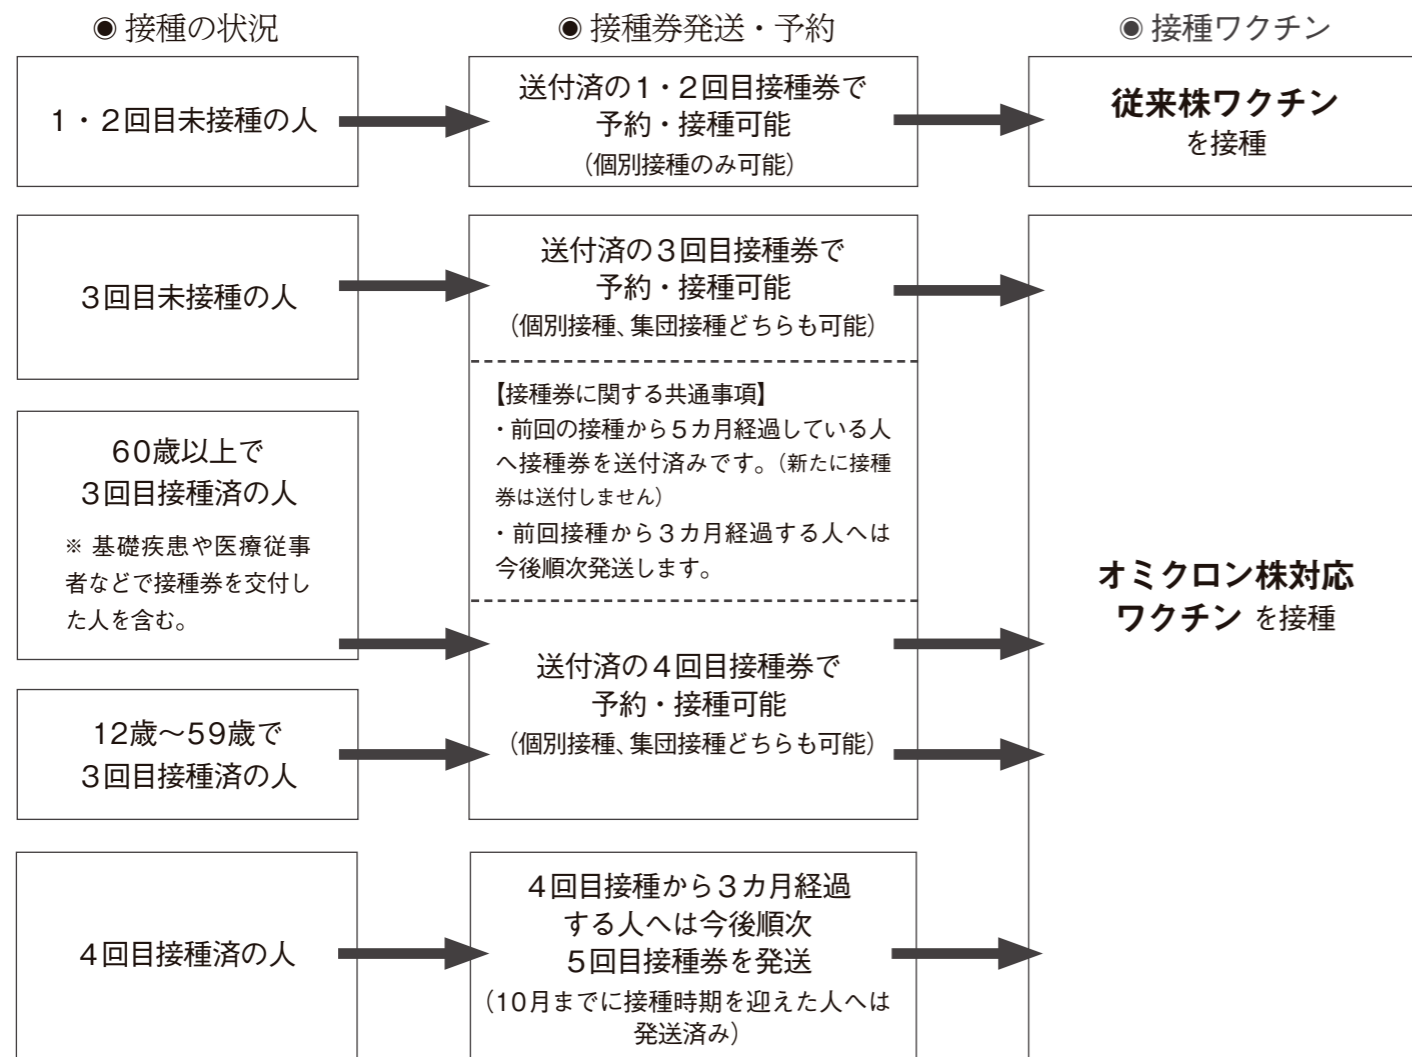 ◉ 接種の状況
◉ 接種券発送・予約
◉ 接種ワクチン
１・２回目未接種の人
送付済の１・２回目接種券で
予約・接種可能
（個別接種のみ可能）
従来株ワクチン
を接種
３回目未接種の人
送付済の３回目接種券で
予約・接種可能
（個別接種、集団接種どちらも可能）
【接種券に関する共通事項】
・前回の接種から５カ月経過している人
へ接種券を送付済みです。（新たに接種
券は送付しません）
・前回接種から３カ月経過する人へは
今後順次発送します。
60歳以上で
３回目接種済の人
※ 基礎疾患や医療従事
者などで接種券を交付し
た人を含む。
12歳～59歳で
３回目接種済の人
送付済の４回目接種券で
予約・接種可能
（個別接種、集団接種どちらも可能）
オミクロン株対応
ワクチン を接種
４回目接種済の人
４回目接種から３カ月経過
する人へは今後順次
５回目接種券を発送
（10月までに接種時期を迎えた人へは
発送済み）